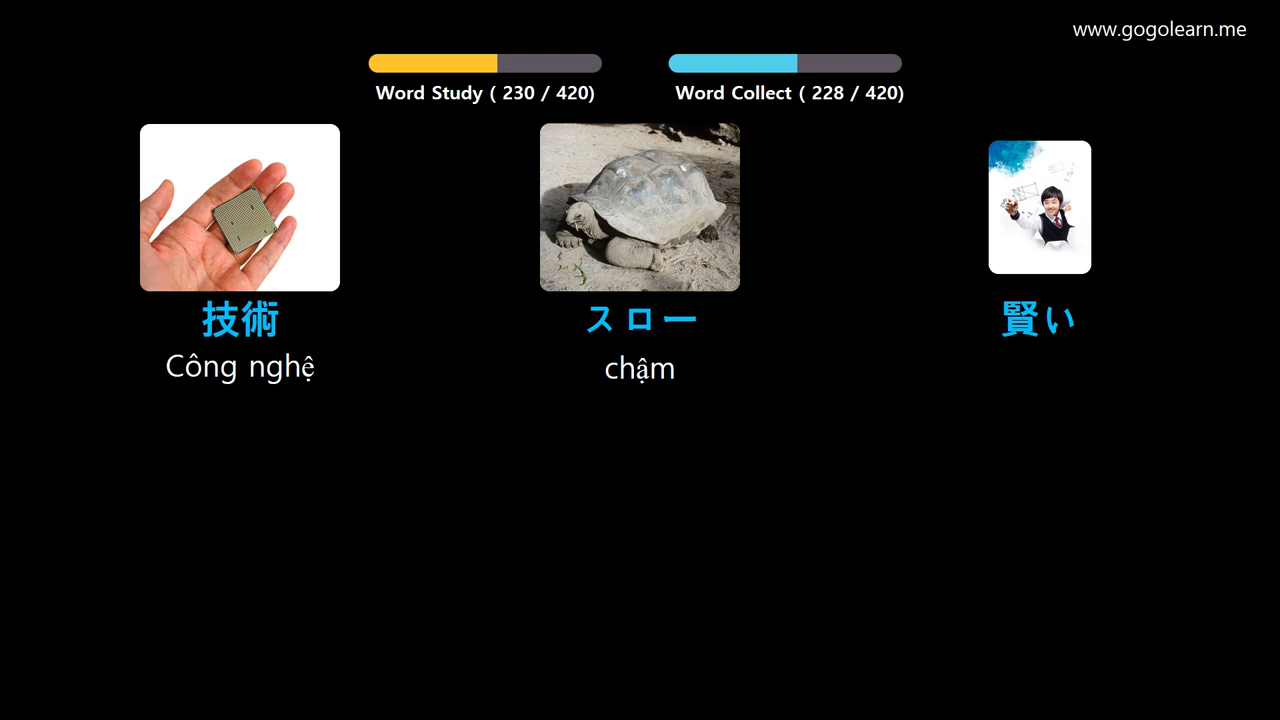 www.gogolearn.me
Word Study ( 230 / 420)
Word Collect ( 228 / 420)
技術
スロー
賢い
Công nghệ
chậm